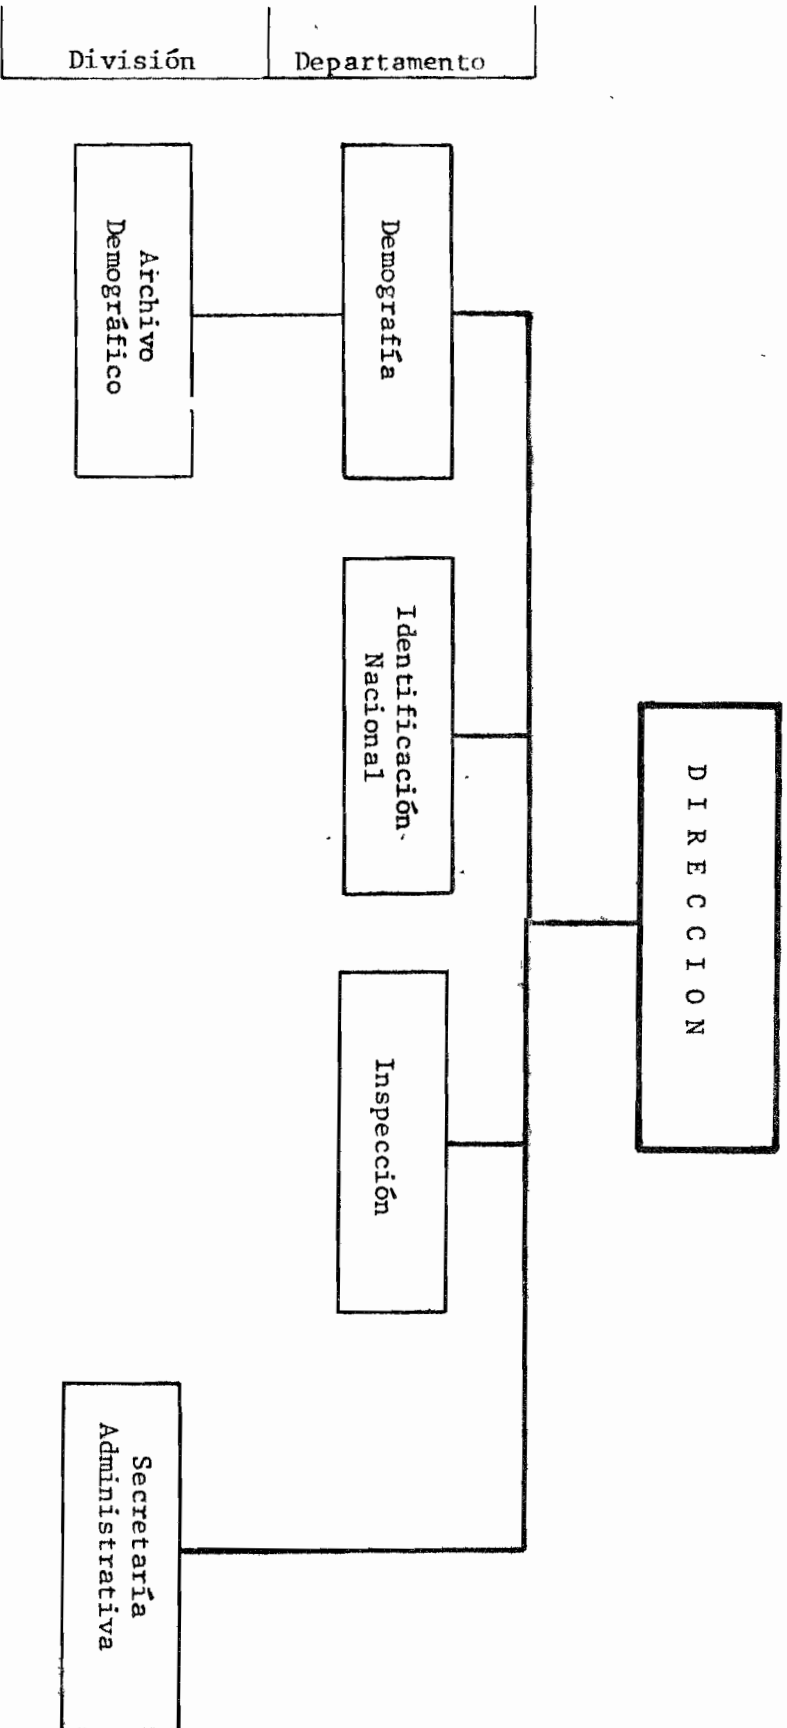 División
Departamento
DIRECCION
Demografía
Identificación
Nacional
Inspección
Archivo
Demográfico
Secretaría
Administrativa